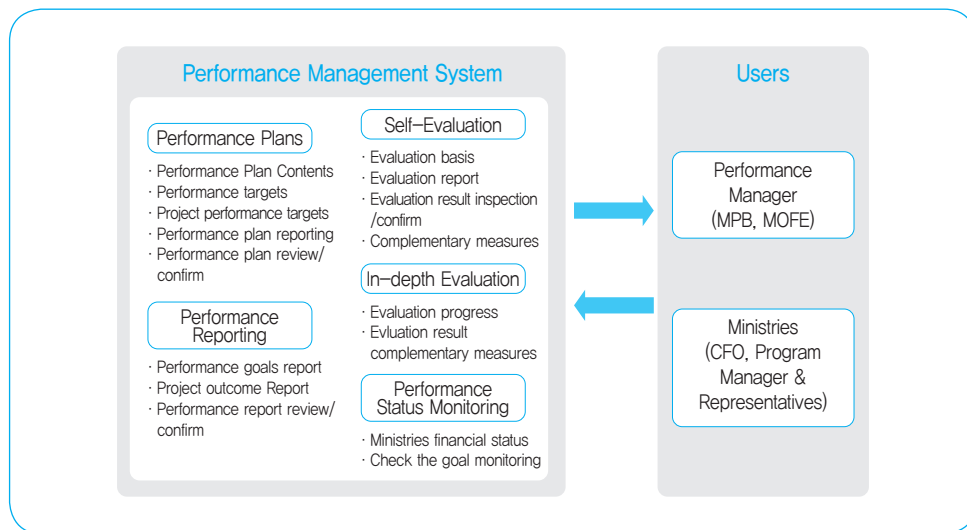 Performance Management System
Performance Plans
· Performance Plan Contents
· Performance targets
· Project performance targets
· Performance plan reporting
· Performance plan review/
confirm
Performance
Reporting
· Performance goals report
· Project outcome Report
· Performance report review/
confirm
Self-Evaluation
· Evaluation basis
· Evaluation report
· Evaluation result inspection
/confirm
· Complementary measures
In-depth Evaluation
· Evaluation progress
· Evluation result
complementary measures
Performance
Status Monitoring
· Ministries financial status
· Check the goal monitoring
Users
Performance
Manager
(MPB, MOFE)
Ministries
(CFO, Program
Manager &
Representatives)